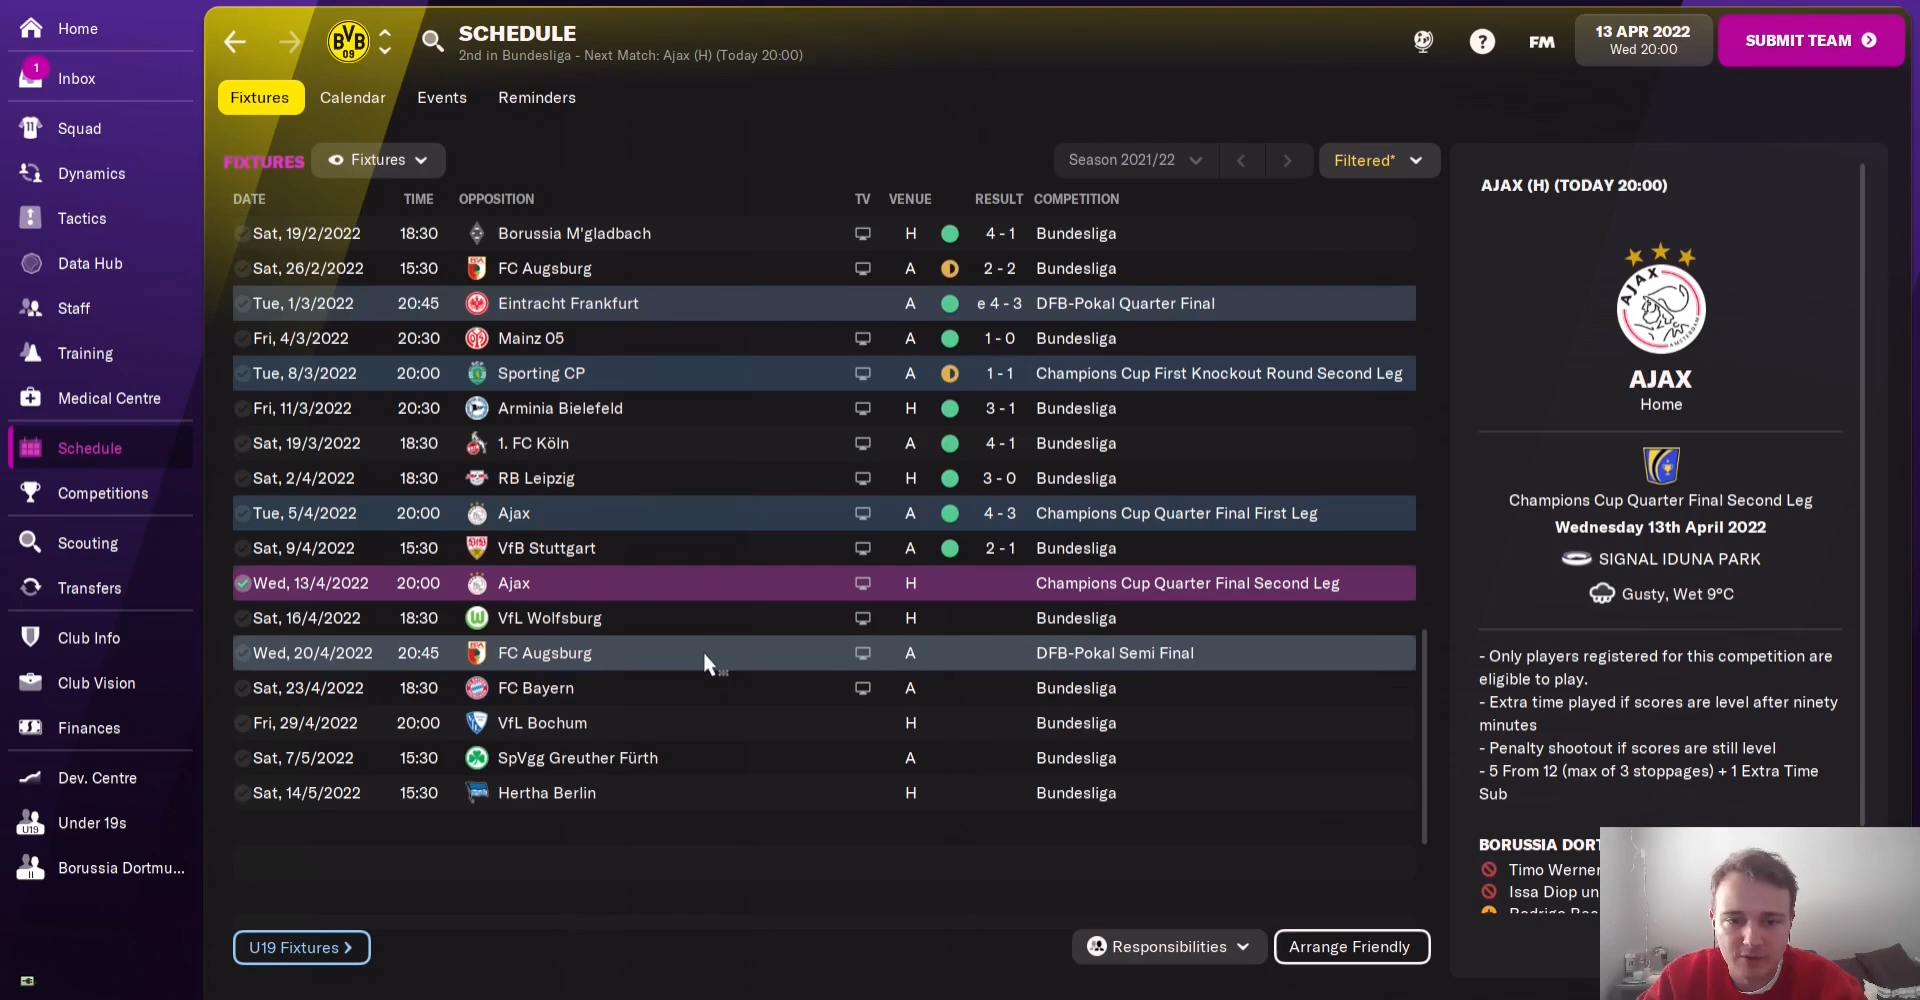 Home
1
Inbox
Squad
Dynamics
Tactics
Data Hub
Staff
Training
Medical Centre
Schedule
Competitions
Scouting
Transfers
Club Info
Club Vision
Finances
Dev. Centre
U19
Under 19s
II
Borussia Dortmu...
BVB 09
SCHEDULE
2nd in Bundesliga - Next Match: Ajax (H) (Today 20:00)
?
FM
13 APR 2022
Wed 20:00
SUBMIT TEAM
Fixtures Calendar Events Reminders
FIXTURES Fixtures Season 2021/22 Filtered*
DATE TIME OPPOSITION TV VENUE RESULT COMPETITION
Sat, 19/2/2022 18:30 Borussia M'gladbach H 4 - 1 Bundesliga
Sat, 26/2/2022 15:30 FC Augsburg A 2 - 2 Bundesliga
Tue, 1/3/2022 20:45 Eintracht Frankfurt A e 4 - 3 DFB-Pokal Quarter Final
Fri, 4/3/2022 20:30 Mainz 05 A 1 - 0 Bundesliga
Tue, 8/3/2022 20:00 Sporting CP A 1 - 1 Champions Cup First Knockout Round Second Leg
Fri, 11/3/2022 20:30 Arminia Bielefeld H 3 - 1 Bundesliga
Sat, 19/3/2022 18:30 1. FC Köln A 4 - 1 Bundesliga
Sat, 2/4/2022 18:30 RB Leipzig H 3 - 0 Bundesliga
Tue, 5/4/2022 20:00 Ajax A 4 - 3 Champions Cup Quarter Final First Leg
Sat, 9/4/2022 15:30 VfB Stuttgart A 2 - 1 Bundesliga
Wed, 13/4/2022 20:00 Ajax H Champions Cup Quarter Final Second Leg
Sat, 16/4/2022 18:30 VfL Wolfsburg H Bundesliga
Wed, 20/4/2022 20:45 FC Augsburg A DFB-Pokal Semi Final
Sat, 23/4/2022 18:30 FC Bayern A Bundesliga
Fri, 29/4/2022 20:00 VfL Bochum H Bundesliga
Sat, 7/5/2022 15:30 SpVgg Greuther Fürth A Bundesliga
Sat, 14/5/2022 15:30 Hertha Berlin H Bundesliga
U19 Fixtures
Responsibilities
Arrange Friendly
AJAX (H) (TODAY 20:00)
AJAX
AMSTERDAM
AJAX
Home
Champions Cup Quarter Final Second Leg
Wednesday 13th April 2022
SIGNAL IDUNA PARK
Gusty, Wet 9°C
- Only players registered for this competition are
eligible to play.
- Extra time played if scores are level after ninety
minutes
- Penalty shootout if scores are still level
- 5 From 12 (max of 3 stoppages) + 1 Extra Time
Sub
BORUSSIA DORT
Timo Werner
Issa Diop un